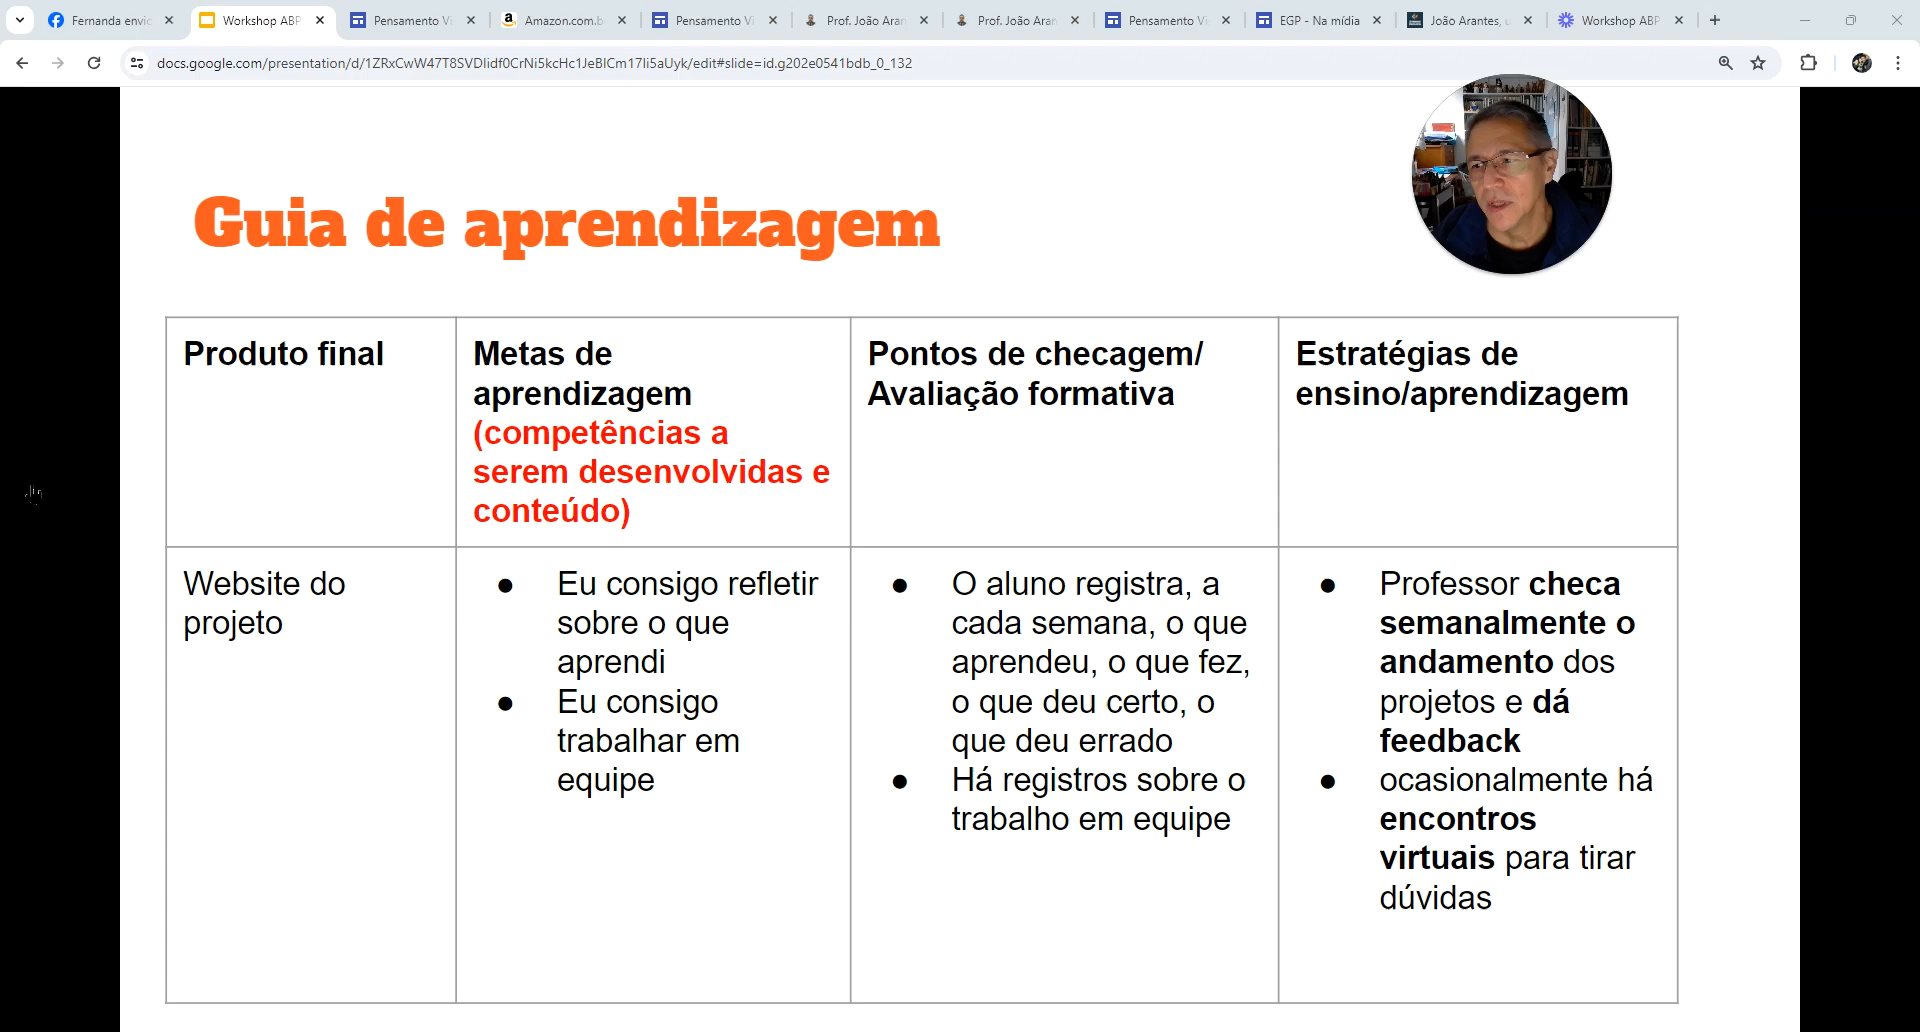 Fernanda envic
Workshop ABP
Pensamento Vi
Amazon.com.b
Pensamento Vi
Prof. João Aran
Prof. João Aran
Pensamento Vi
EGP - Na mídia
João Arantes, u
Workshop ABP
docs.google.com/presentation/d/1ZRxCwW47T8SVDlidf0CrNi5kcHc1JeBlCm17Ii5aUyk/edit#slide=id.g202e0541bdb_0_132
Guia de aprendizagem
Produto final
Metas de
aprendizagem
(competências a
serem desenvolvidas e
conteúdo)
Pontos de checagem/
Avaliação formativa
Estratégias de
ensino/aprendizagem
Website do
projeto
● Eu consigo refletir
sobre o que
aprendi
● Eu consigo
trabalhar em
equipe
● O aluno registra, a
cada semana, o que
aprendeu, o que fez,
o que deu certo, o
que deu errado
● Há registros sobre o
trabalho em equipe
● Professor checa
semanalmente o
andamento dos
projetos e dá
feedback
● ocasionalmente há
encontros
virtuais para tirar
dúvidas